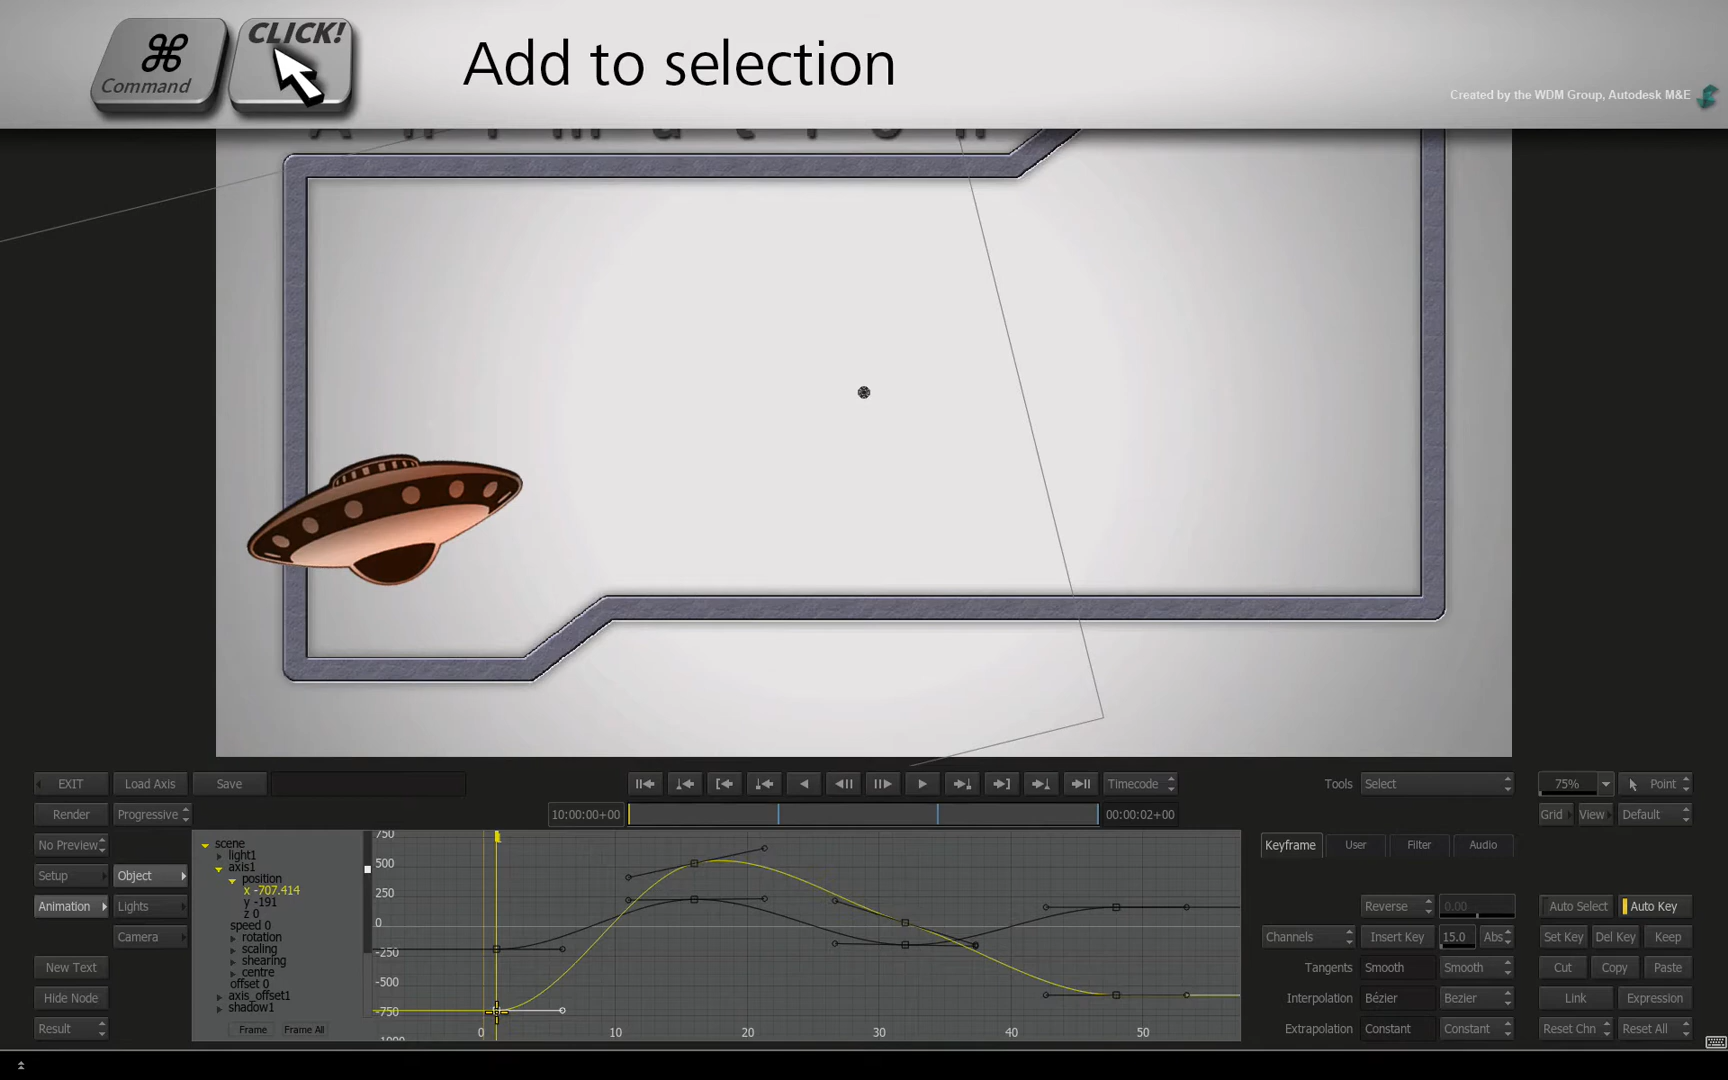 CLICK!
⌘
Command
Add to selection
Created by the WDM Group, Autodesk M&E
Animation
EXIT
Load Axis
Save
Timecode
Tools
Select
75%
Point
Render
Progressive
10:00:00+00
00:00:02+00
Grid
View
Default
No Preview
Setup
Object
Animation
Lights
Camera
New Text
Hide Node
Result
scene
light1
axis1
position
x -707.414
y -191
z 0
speed 0
rotation
scaling
shearing
centre
offset 0
axis_offset1
shadow1
Frame
Frame All
750
500
250
0
-250
-500
-750
-1000
0
10
20
30
40
50
Keyframe
User
Filter
Audio
Reverse
0.00
Auto Select
Auto Key
Channels
Insert Key
15.0
Abs
Set Key
Del Key
Keep
Tangents
Smooth
Smooth
Cut
Copy
Paste
Interpolation
Bézier
Bezier
Link
Expression
Extrapolation
Constant
Constant
Reset Chn
Reset All